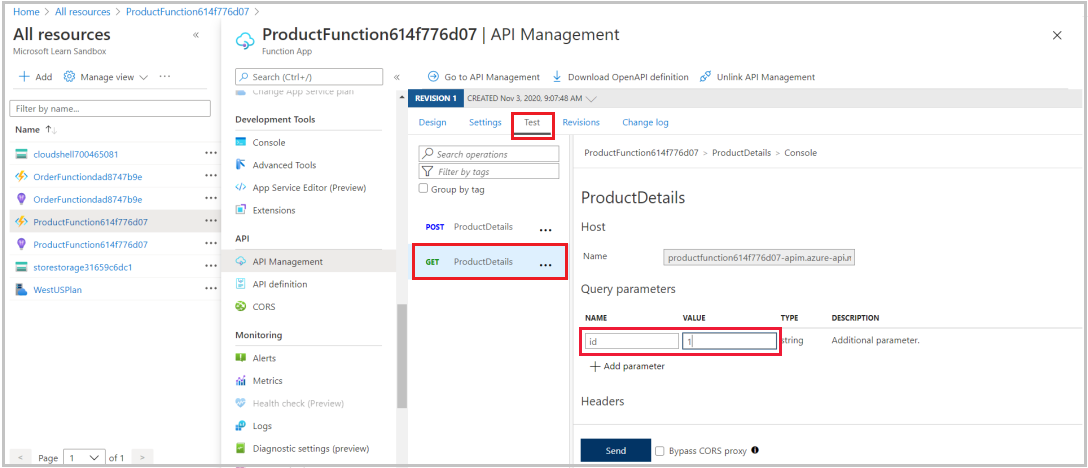 Home > All resources > ProductFunction614f776d07 >
All resources «
Microsoft Learn Sandbox
Add Manage view ...
Filter by name...
Name ↑↓
cloudshell700465081 ...
OrderFunctiondad8747b9e ...
OrderFunctiondad8747b9e ...
ProductFunction614f776d07 ...
ProductFunction614f776d07 ...
storestorage31659c6dc1 ...
WestUSPlan ...
< Page 1 of 1 >
ProductFunction614f776d07 | API Management
Function App
Search (Ctrl+/) «
Change App Service plan
Development Tools
Console
Advanced Tools
App Service Editor (Preview)
Extensions
API
API Management
API definition
CORS
Monitoring
Alerts
Metrics
Health check (Preview)
Logs
Diagnostic settings (preview)
Go to API Management Download OpenAPI definition Unlink API Management
REVISION 1 CREATED Nov 3, 2020, 9:07:48 AM
Design Settings Test Revisions Change log
Search operations
Filter by tags
Group by tag
POST ProductDetails ...
GET ProductDetails ...
ProductFunction614f776d07 > ProductDetails > Console
ProductDetails
Host
Name productfunction614f776d07-apim.azure-api.n
Query parameters
NAME VALUE TYPE DESCRIPTION
id 1 string Additional parameter.
+ Add parameter
Headers
Send Bypass CORS proxy